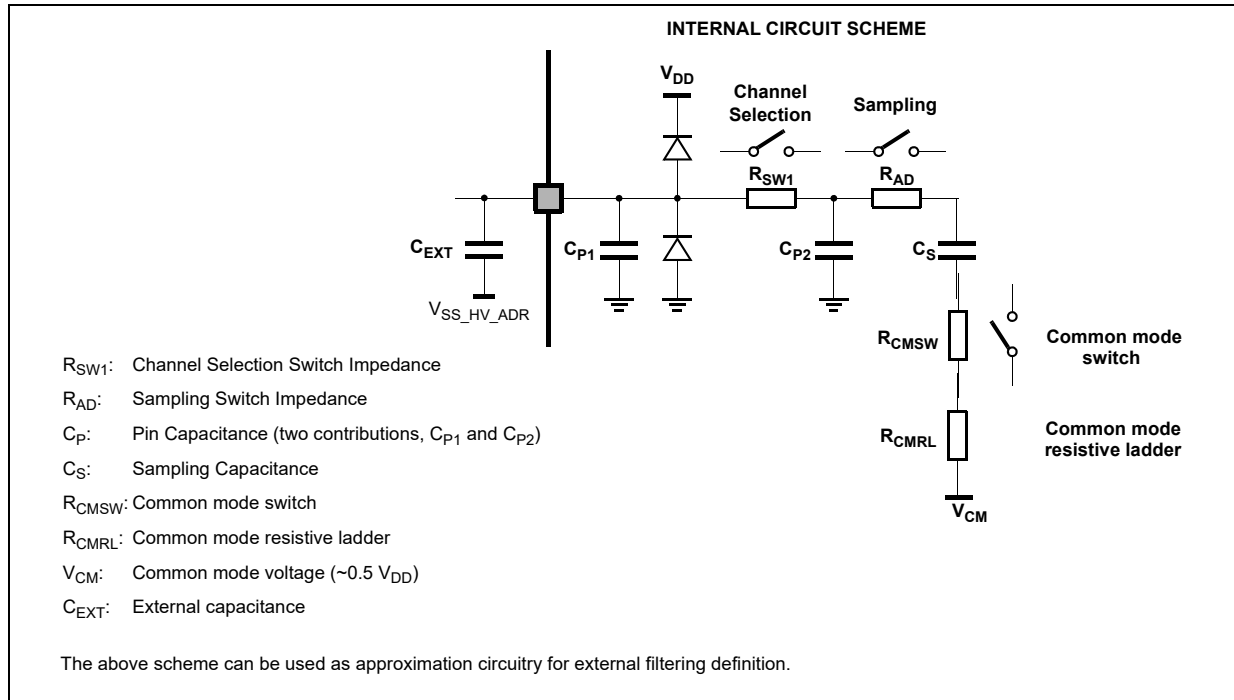 INTERNAL CIRCUIT SCHEME
VDD
Channel
Selection
Sampling
RSW1
RAD
CEXT
CP1
CP2
CS
VSS_HV_ADR
RCMSW
Common mode
switch
RCMRL
Common mode
resistive ladder
VCM
RSW1: Channel Selection Switch Impedance
RAD: Sampling Switch Impedance
CP: Pin Capacitance (two contributions, CP1 and CP2)
CS: Sampling Capacitance
RCMSW: Common mode switch
RCMRL: Common mode resistive ladder
VCM: Common mode voltage (~0.5 VDD)
CEXT: External capacitance
The above scheme can be used as approximation circuitry for external filtering definition.